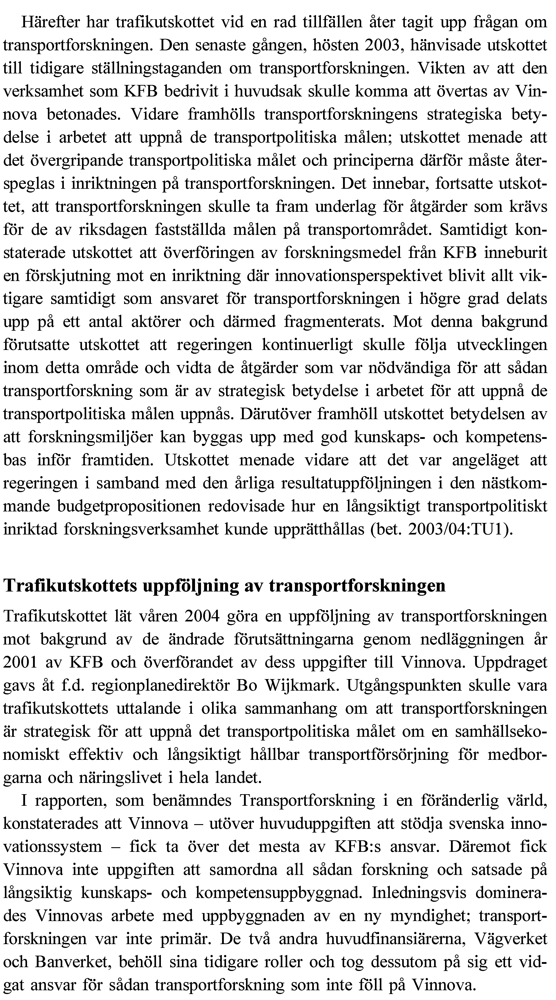 Härefter har trafikutskottet vid en rad tillfällen åter tagit upp frågan om
transportforskningen. Den senaste gången, hösten 2003, hänvisade utskottet
till tidigare ställningstaganden om transportforskningen. Vikten av att den
verksamhet som KFB bedrivit i huvudsak skulle komma att övertas av Vin-
nova betonades. Vidare framhölls transportforskningens strategiska bety-
delse i arbetet att uppnå de transportpolitiska målen; utskottet menade att
det övergripande transportpolitiska målet och principerna därför måste åter-
speglas i inriktningen på transportforskningen. Det innebar, fortsatte utskot-
tet, att transportforskningen skulle ta fram underlag för åtgärder som krävs
för de av riksdagen fastställda målen på transportområdet. Samtidigt kon-
staterade utskottet att överföringen av forskningsmedel från KFB inneburit
en förskjutning mot en inriktning där innovationsperspektivet blivit allt vik-
tigare samtidigt som ansvaret för transportforskningen i högre grad delats
upp på ett antal aktörer och därmed fragmenterats. Mot denna bakgrund
förutsatte utskottet att regeringen kontinuerligt skulle följa utvecklingen
inom detta område och vidta de åtgärder som var nödvändiga för att sådan
transportforskning som är av strategisk betydelse i arbetet för att uppnå de
transportpolitiska målen uppnås. Därutöver framhöll utskottet betydelsen av
att forskningsmiljöer kan byggas upp med god kunskaps- och kompetens-
bas inför framtiden. Utskottet menade vidare att det var angeläget att
regeringen i samband med den årliga resultatuppföljningen i den nästkom-
mande budgetpropositionen redovisade hur en långsiktigt transportpolitiskt
inriktad forskningsverksamhet kunde upprätthållas (bet. 2003/04:TU1).
Trafikutskottets uppföljning av transportforskningen
Trafikutskottet lät våren 2004 göra en uppföljning av transportforskningen
mot bakgrund av de ändrade förutsättningarna genom nedläggningen år
2001 av KFB och överförandet av dess uppgifter till Vinnova. Uppdraget
gavs åt f.d. regionplanedirektör Bo Wijkmark. Utgångspunkten skulle vara
trafikutskottets uttalande i olika sammanhang om att transportforskningen
är strategisk för att uppnå det transportpolitiska målet om en samhällseko-
nomiskt effektiv och långsiktigt hållbar transportförsörjning för medbor-
garna och näringslivet i hela landet.
I rapporten, som benämndes Transportforskning i en föränderlig värld,
konstaterades att Vinnova – utöver huvuduppgiften att stödja svenska inno-
vationssystem – fick ta över det mesta av KFB:s ansvar. Däremot fick
Vinnova inte uppgiften att samordna all sådan forskning och satsade på
långsiktig kunskaps- och kompetensuppbyggnad. Inledningsvis dominera-
des Vinnovas arbete med uppbyggnaden av en ny myndighet; transport-
forskningen var inte primär. De två andra huvudfinansiärerna, Vägverket
och Banverket, behöll sina tidigare roller och tog dessutom på sig ett vid-
gat ansvar för sådan transportforskning som inte föll på Vinnova.